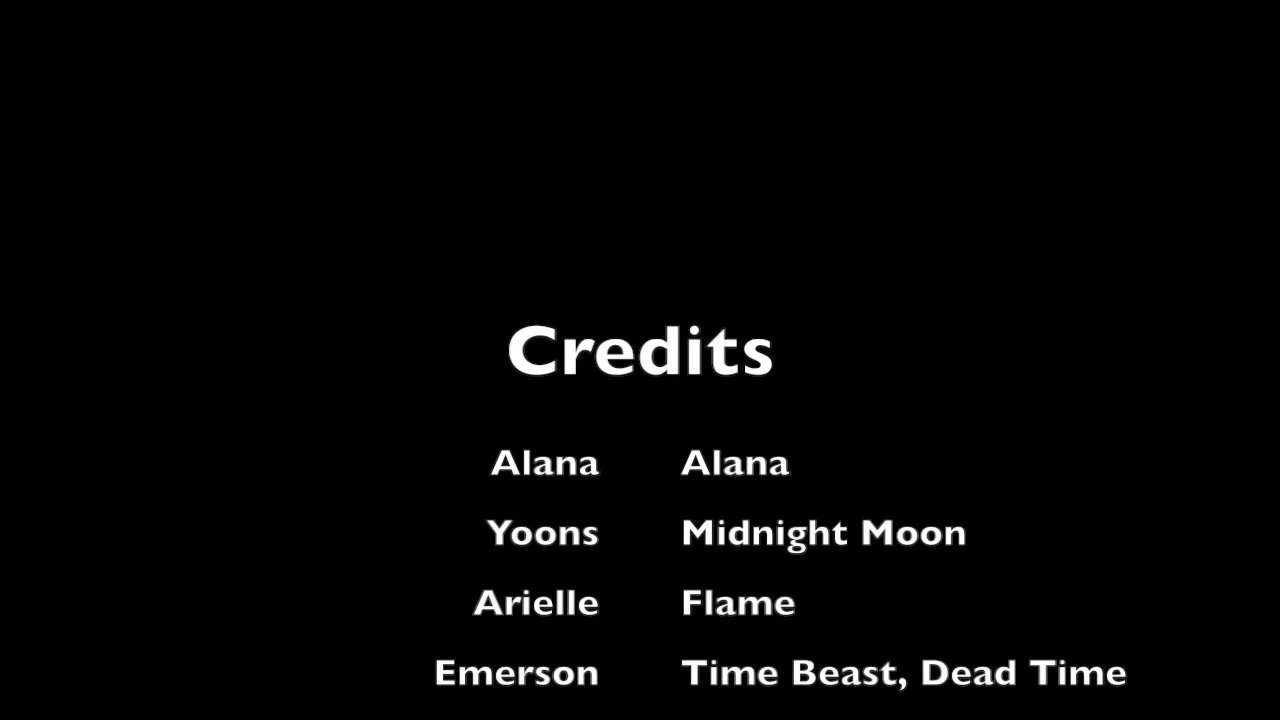 Credits
Alana Alana
Yoons Midnight Moon
Arielle Flame
Emerson Time Beast, Dead Time